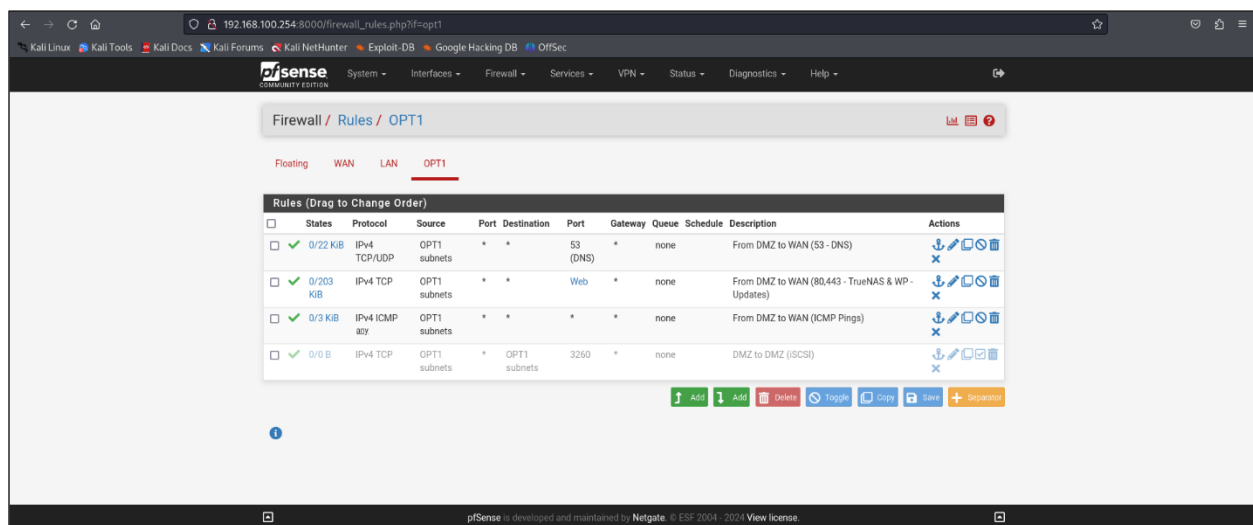 192.168.100.254:8000/firewall_rules.php?if=opt1
Kali Linux Kali Tools Kali Docs Kali Forums Kali NetHunter Exploit-DB Google Hacking DB OffSec
pfsense System Interfaces Firewall Services VPN Status Diagnostics Help
COMMUNITY EDITION
Firewall / Rules / OPT1
Floating WAN LAN OPT1
Rules (Drag to Change Order)
States Protocol Source Port Destination Port Gateway Queue Schedule Description Actions
0/22 KiB IPv4 OPT1 * * 53 * none From DMZ to WAN (53 - DNS)
TCP/UDP subnets (DNS)
0/203 IPv4 TCP OPT1 * * Web * none From DMZ to WAN (80,443 - TrueNAS & WP -
KiB subnets Updates)
0/3 KiB IPv4 ICMP OPT1 * * * * none From DMZ to WAN (ICMP Pings)
any subnets
0/0 B IPv4 TCP OPT1 * OPT1 3260 * none DMZ to DMZ (iSCSI)
subnets subnets
Add Add Delete Toggle Copy Save Separator
pfSense is developed and maintained by Netgate. © ESF 2004 - 2024 View license.